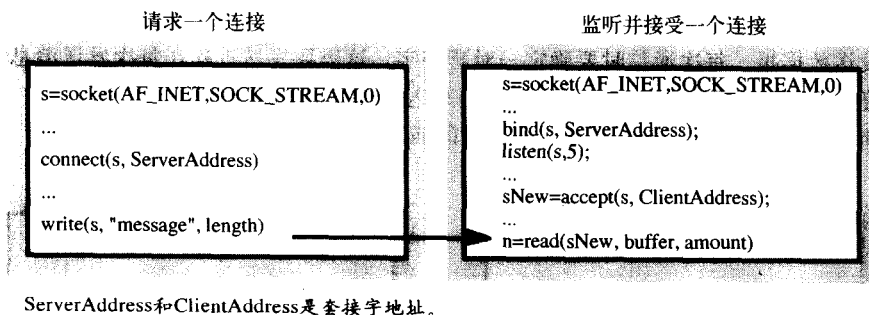 请求一个连接
s=socket(AF_INET,SOCK_STREAM,0)
...
connect(s, ServerAddress)
...
write(s, "message", length)
监听并接受一个连接
s=socket(AF_INET,SOCK_STREAM,0)
...
bind(s, ServerAddress);
listen(s,5);
...
sNew=accept(s, ClientAddress);
...
n=read(sNew, buffer, amount)
ServerAddress和ClientAddress是套接字地址。